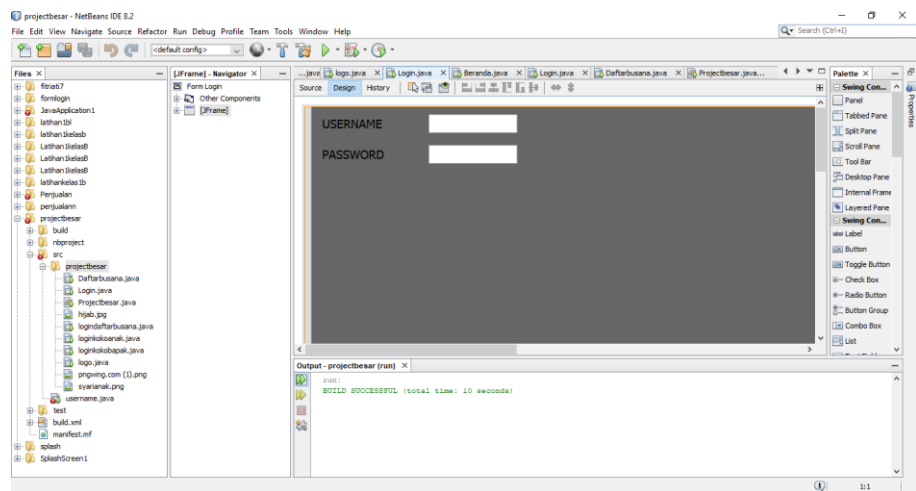 projectbesar - NetBeans IDE 8.2
File Edit View Navigate Source Refactor Run Debug Profile Team Tools Window Help
Search (Ctrl+I)
<default config>
Files
[JFrame] - Navigator
...java logo.java Login.java Beranda.java Login.java Daftarbusana.java Projectbesar.java...
Palette
Properties
fitriati7
formlogin
JavaApplication1
latihan1bl
latihan1kelasb
Latihan1kelasB
Latihan1kelasB
Latihan1kelasB
latihankelas1b
Penjualan
penjualann
projectbesar
build
nbproject
src
projectbesar
Daftarbusana.java
Login.java
Projectbesar.java
hijab.jpg
logindaftarbusana.java
loginkokoanak.java
loginkokobapak.java
logo.java
pngwing.com (1).png
syarianak.png
username.java
test
build.xml
manifest.mf
splash
SplashScreen1
Form Login
Other Components
[JFrame]
Source Design History
USERNAME
PASSWORD
Swing Con...
Panel
Tabbed Pane
Split Pane
Scroll Pane
Tool Bar
Desktop Pane
Internal Frame
Layered Pane
Swing Con...
label Label
Button
Toggle Button
Check Box
Radio Button
Button Group
Combo Box
List
Output - projectbesar (run)
run:
BUILD SUCCESSFUL (total time: 10 seconds)
1:1